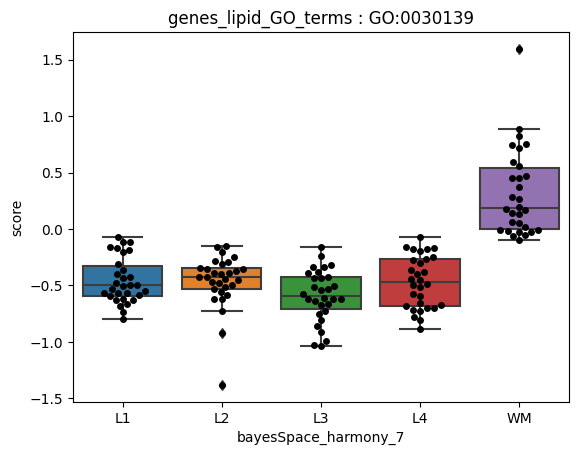 genes_lipid_GO_terms : GO:0030139
1.5
1.0
0.5
0.0
−0.5
−1.0
−1.5
score
L1 L2 L3 L4 WM
bayesSpace_harmony_7